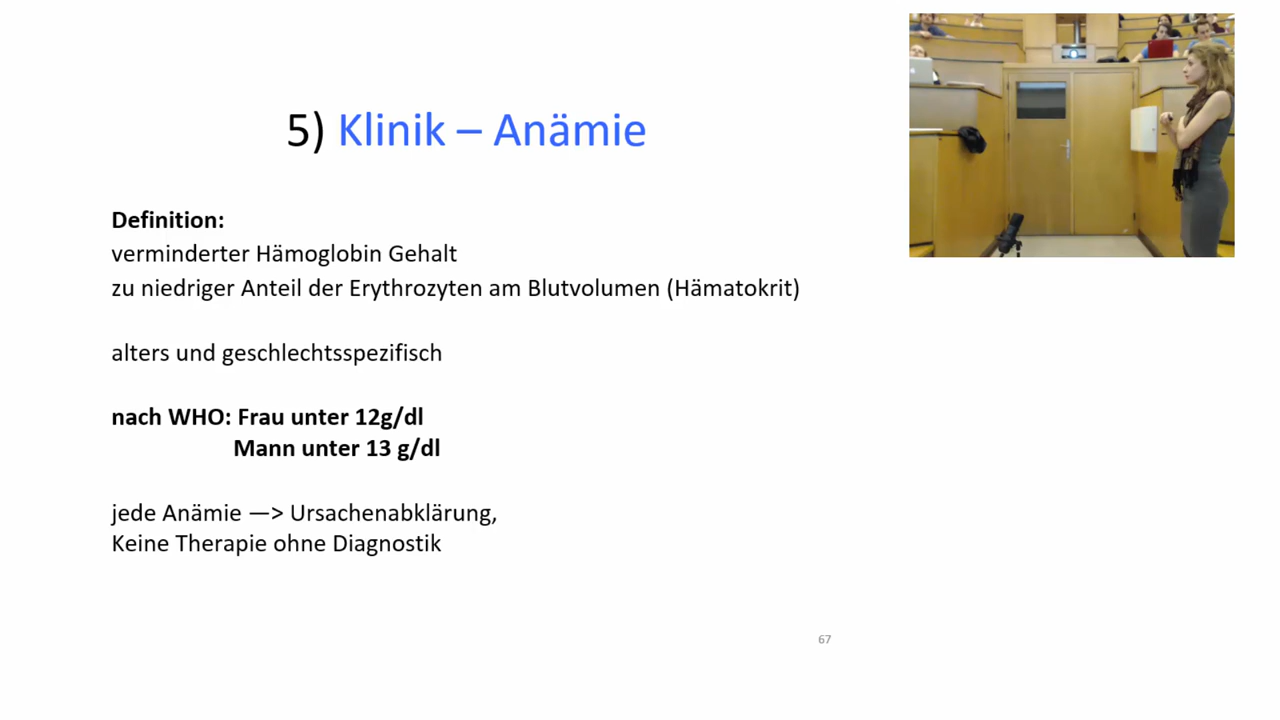 5) Klinik – Anämie
Definition:
verminderter Hämoglobin Gehalt
zu niedriger Anteil der Erythrozyten am Blutvolumen (Hämatokrit)
alters und geschlechtsspezifisch
nach WHO: Frau unter 12g/dl
Mann unter 13 g/dl
jede Anämie —> Ursachenabklärung,
Keine Therapie ohne Diagnostik
67